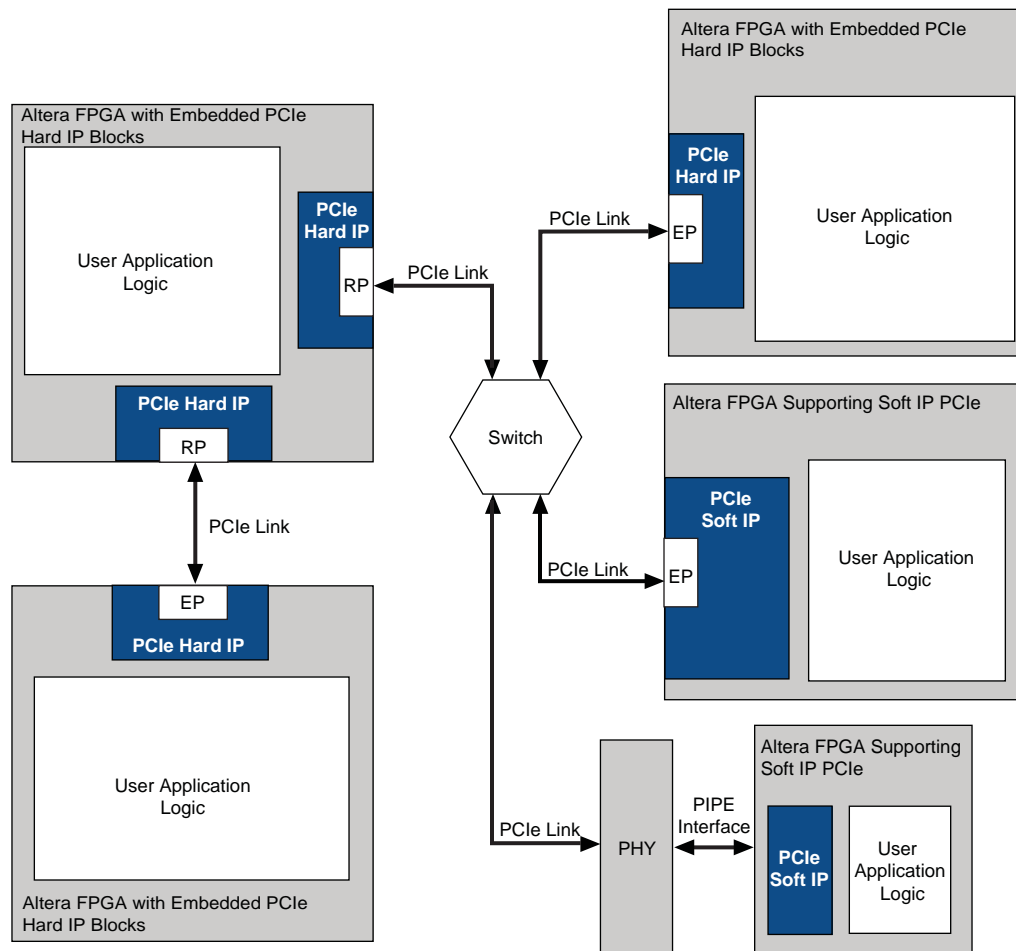 Altera FPGA with Embedded PCIe
Hard IP Blocks
User Application
Logic
PCIe
Hard IP
RP
PCIe Hard IP
RP
PCIe Link
PCIe Link
EP
PCIe Hard IP
User Application
Logic
Altera FPGA with Embedded PCIe
Hard IP Blocks
Switch
Altera FPGA with Embedded PCIe
Hard IP Blocks
PCIe
Hard IP
EP
User Application
Logic
PCIe Link
Altera FPGA Supporting Soft IP PCIe
PCIe
Soft IP
EP
User Application
Logic
PCIe Link
PCIe Link
PHY
PIPE
Interface
Altera FPGA Supporting
Soft IP PCIe
PCIe
Soft IP
User
Application
Logic